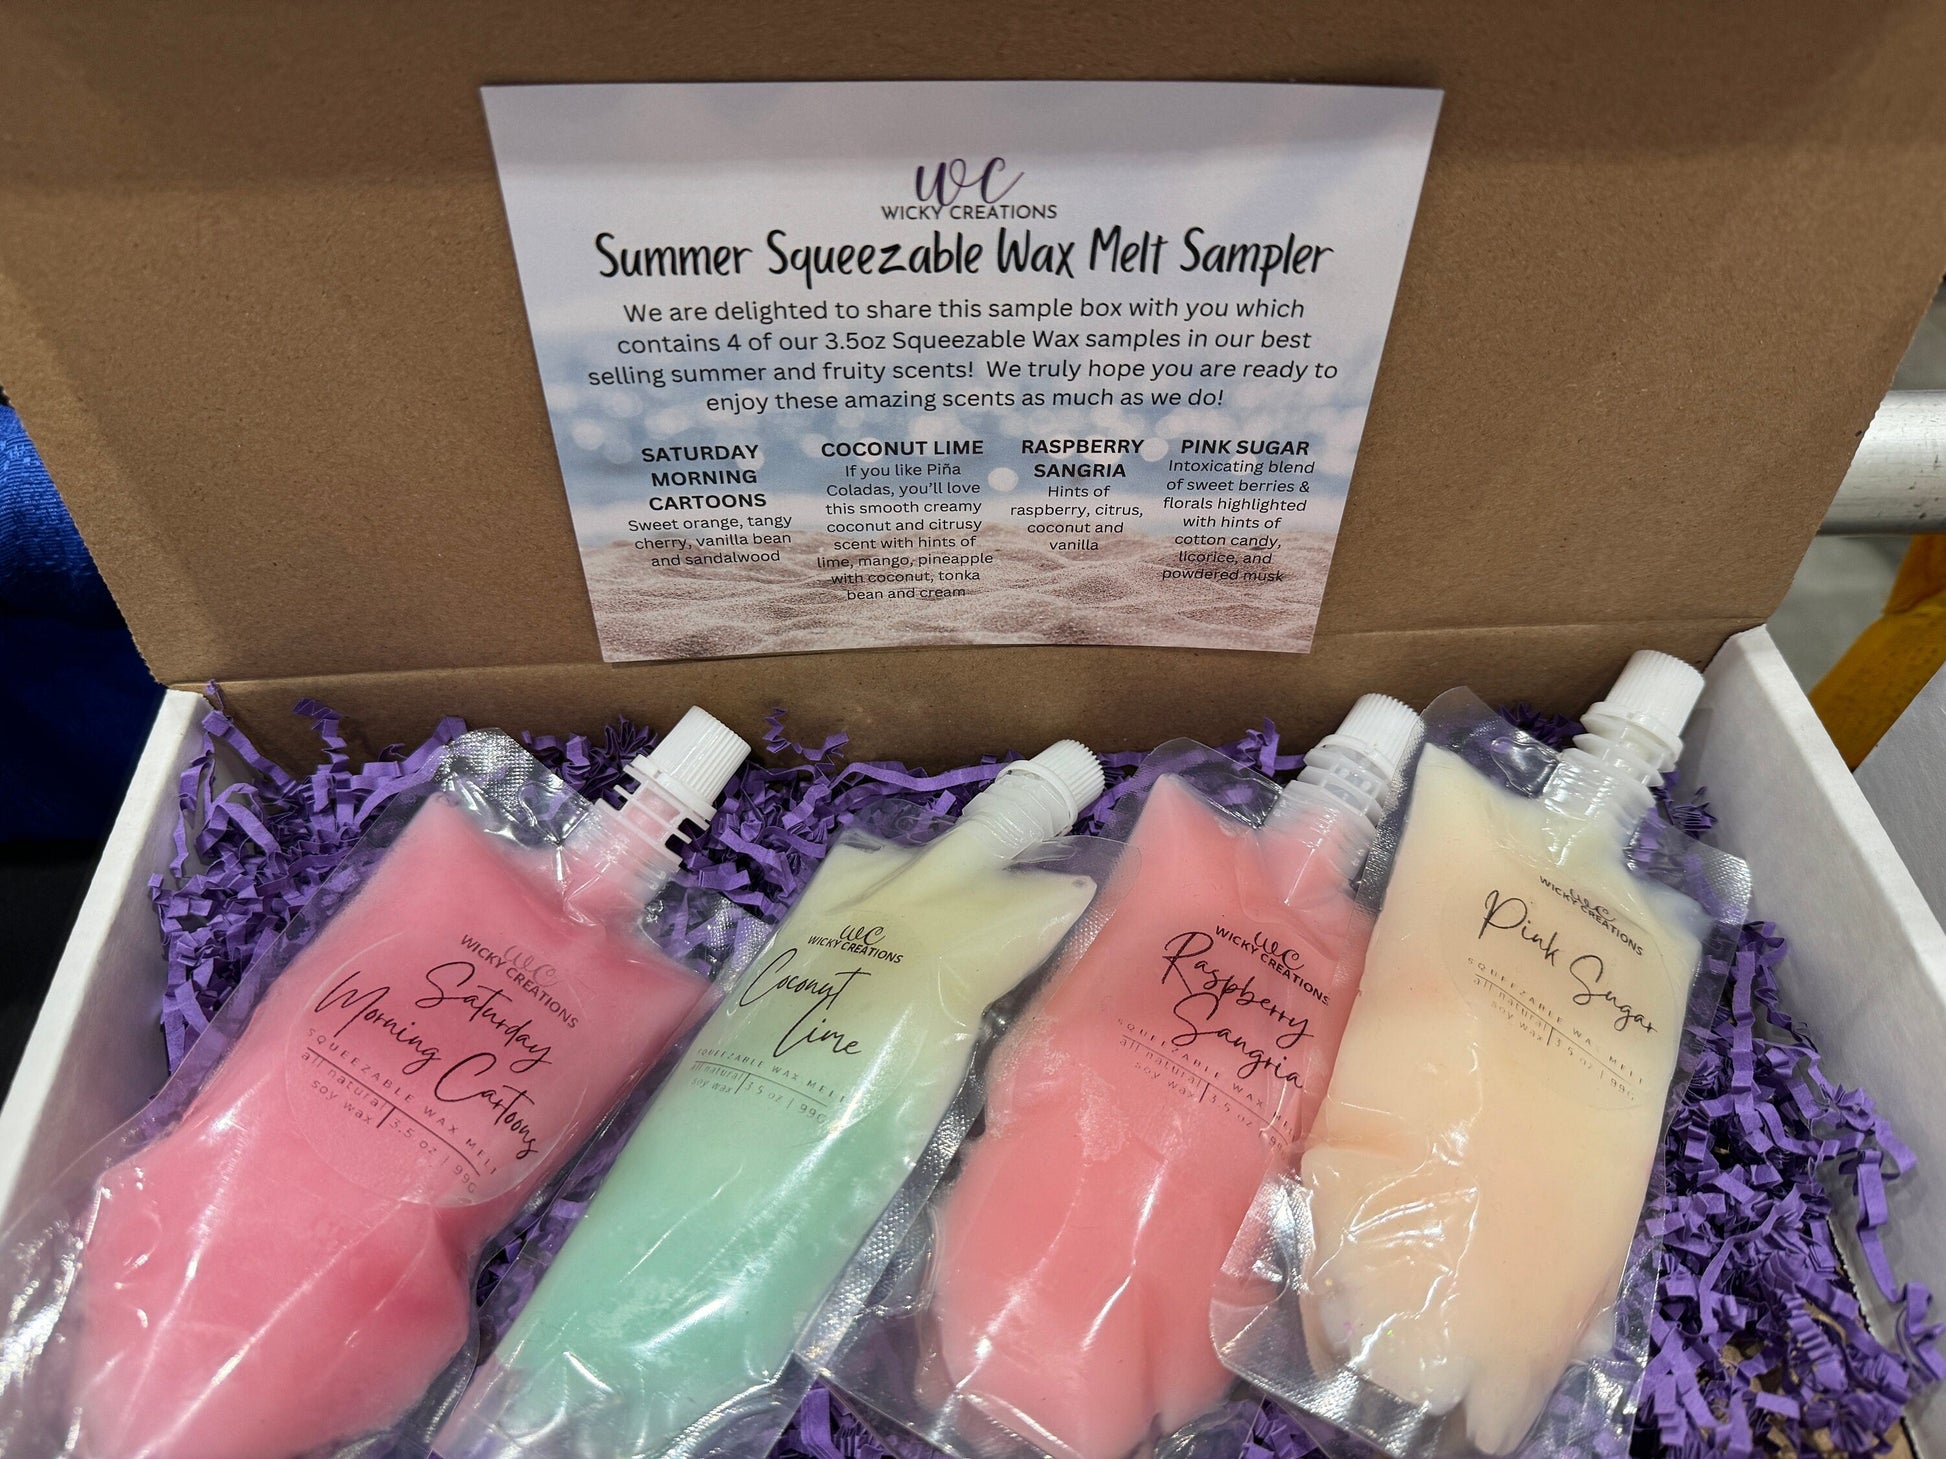 WC
WICKY CREATIONS
Summer Squeezable Wax Melt Sampler
We are delighted to share this sample box with you which
contains 4 of our 3.5oz Squeezable Wax samples in our best
selling summer and fruity scents! We truly hope you are ready to
enjoy these amazing scents as much as we do!
SATURDAY
MORNING
CARTOONS
Sweet orange, tangy
cherry, vanilla bean
and sandalwood
COCONUT LIME
If you like Piña
Coladas, you'll love
this smooth creamy
coconut and citrusy
scent with hints of
lime, mango, pineapple
with coconut, tonka
bean and cream
RASPBERRY
SANGRIA
Hints of
raspberry, citrus,
coconut and
vanilla
PINK SUGAR
Intoxicating blend
of sweet berries &
florals highlighted
with hints of
cotton candy,
licorice, and
powdered musk
WC
WICKY CREATIONS
Saturday
Morning Cartoons
SQUEEZABLE WAX MELT
all natural
soy wax
3.5 oz | 99G
WC
WICKY CREATIONS
Coconut
Lime
SQUEEZABLE WAX MELT
all natural
soy wax
3.5 oz | 99G
WC
WICKY CREATIONS
Raspberry
Sangria
SQUEEZABLE WAX MELT
all natural
soy wax
3.5 oz | 99G
WC
WICKY CREATIONS
Pink Sugar
SQUEEZABLE WAX MELT
all natural
soy wax
3.5 oz | 99G